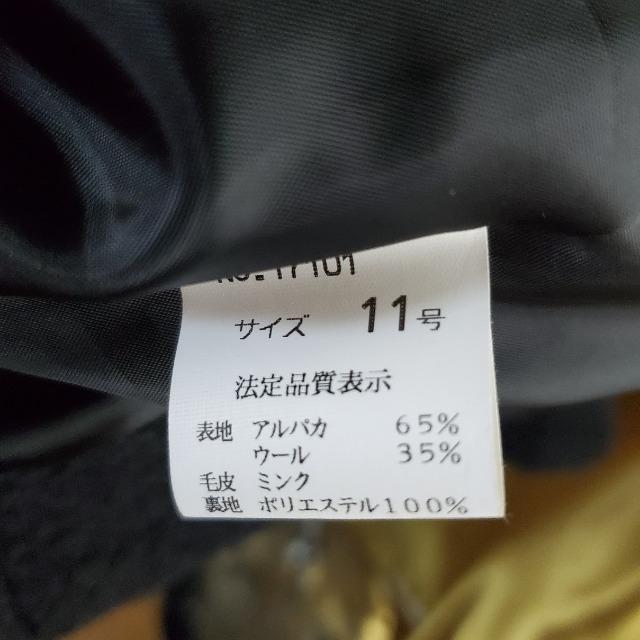 No.17101
サイズ 11号
法定品質表示
表地 アルパカ 65%
ウール 35%
毛皮 ミンク
裏地 ポリエステル100%